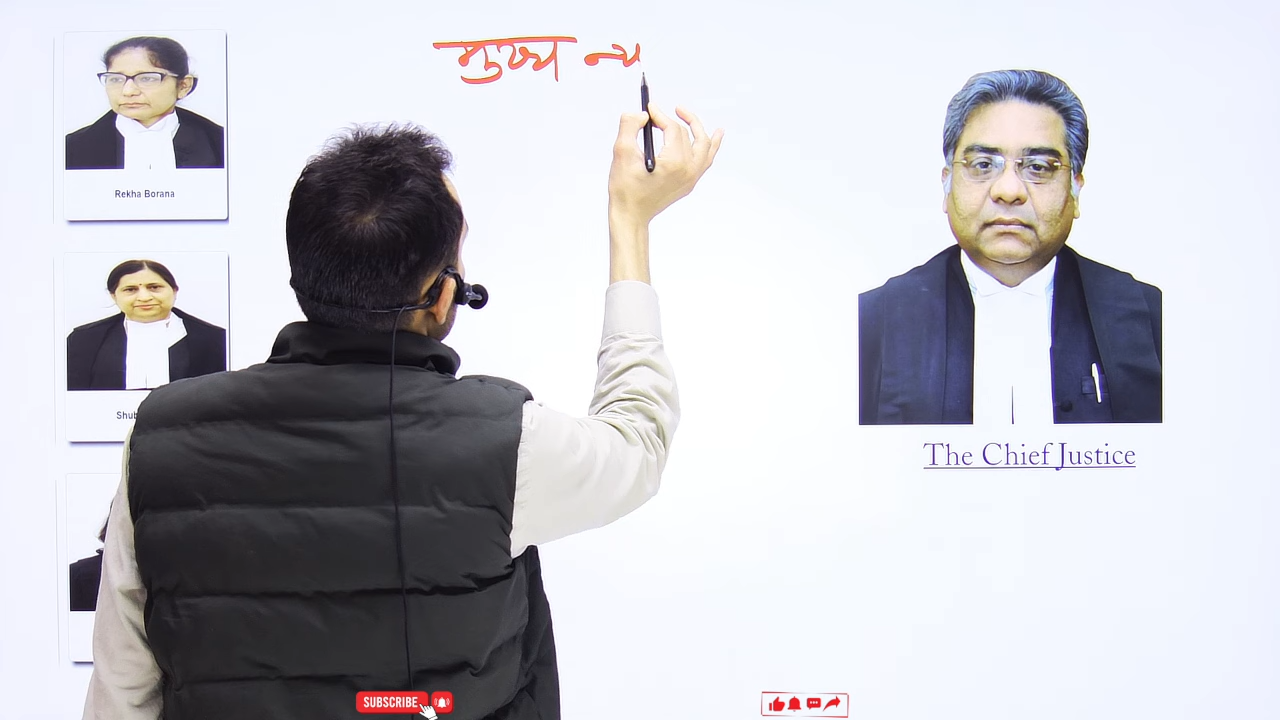 मुख्य न्य
Rekha Borana
The Chief Justice
SUBSCRIBE